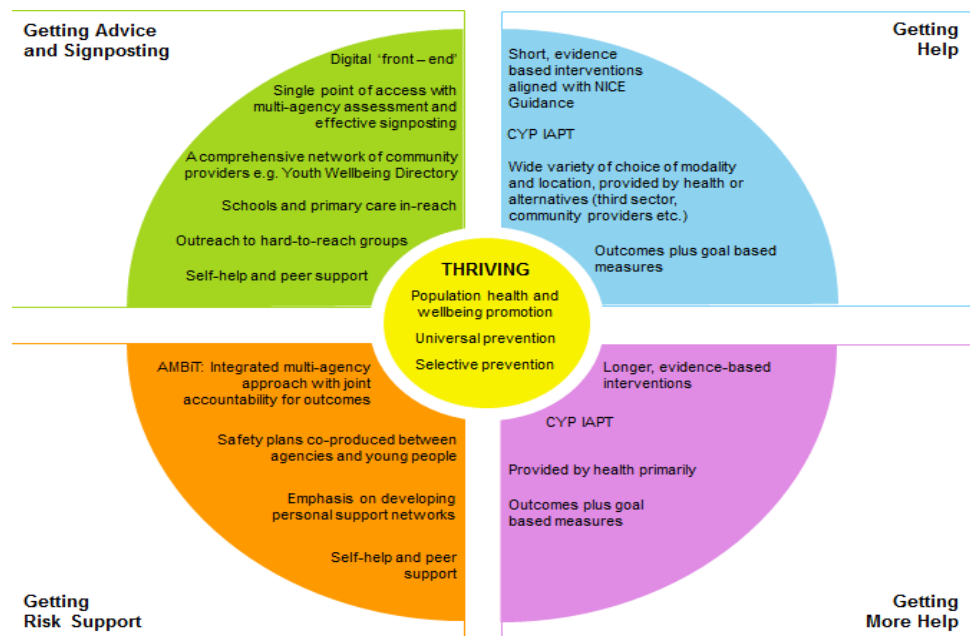 Getting Advice
and Signposting
Digital ‘front – end’
Single point of access with
multi-agency assessment and
effective signposting
A comprehensive network of community
providers e.g. Youth Wellbeing Directory
Schools and primary care in-reach
Outreach to hard-to-reach groups
Self-help and peer support
Getting
Help
Short, evidence
based interventions
aligned with NICE
Guidance
CYP IAPT
Wide variety of choice of modality
and location, provided by health or
alternatives (third sector,
community providers etc.)
Outcomes plus goal based
measures
THRIVING
Population health and
wellbeing promotion
Universal prevention
Selective prevention
AMBiT: Integrated multi-agency
approach with joint
accountability for outcomes
Safety plans co-produced between
agencies and young people
Emphasis on developing
personal support networks
Self-help and peer
support
Getting
Risk Support
Longer, evidence-based
interventions
CYP IAPT
Provided by health primarily
Outcomes plus goal
based measures
Getting
More Help